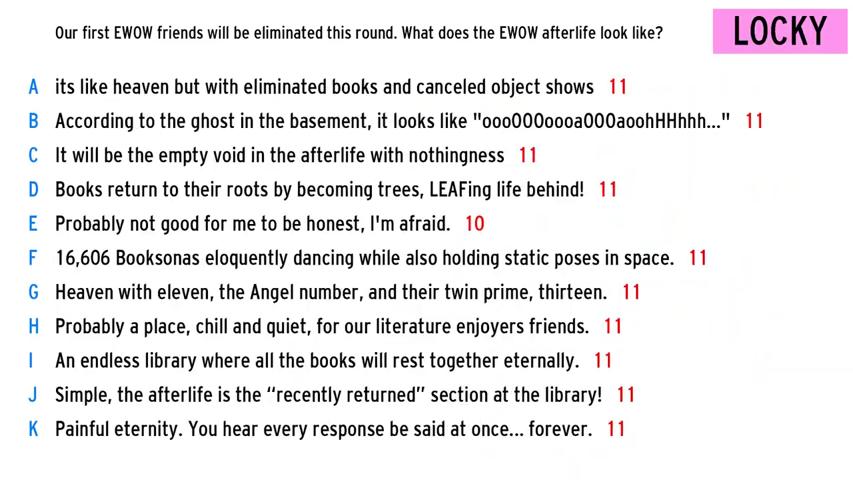 Our first EWOW friends will be eliminated this round. What does the EWOW afterlife look like?
LOCKY
A its like heaven but with eliminated books and canceled object shows 11
B According to the ghost in the basement, it looks like "oooOOOoooaOOOaoohHHhhh..." 11
C It will be the empty void in the afterlife with nothingness 11
D Books return to their roots by becoming trees, LEAFing life behind! 11
E Probably not good for me to be honest, I'm afraid. 10
F 16,606 Booksonas eloquently dancing while also holding static poses in space. 11
G Heaven with eleven, the Angel number, and their twin prime, thirteen. 11
H Probably a place, chill and quiet, for our literature enjoyers friends. 11
I An endless library where all the books will rest together eternally. 11
J Simple, the afterlife is the “recently returned” section at the library! 11
K Painful eternity. You hear every response be said at once... forever. 11